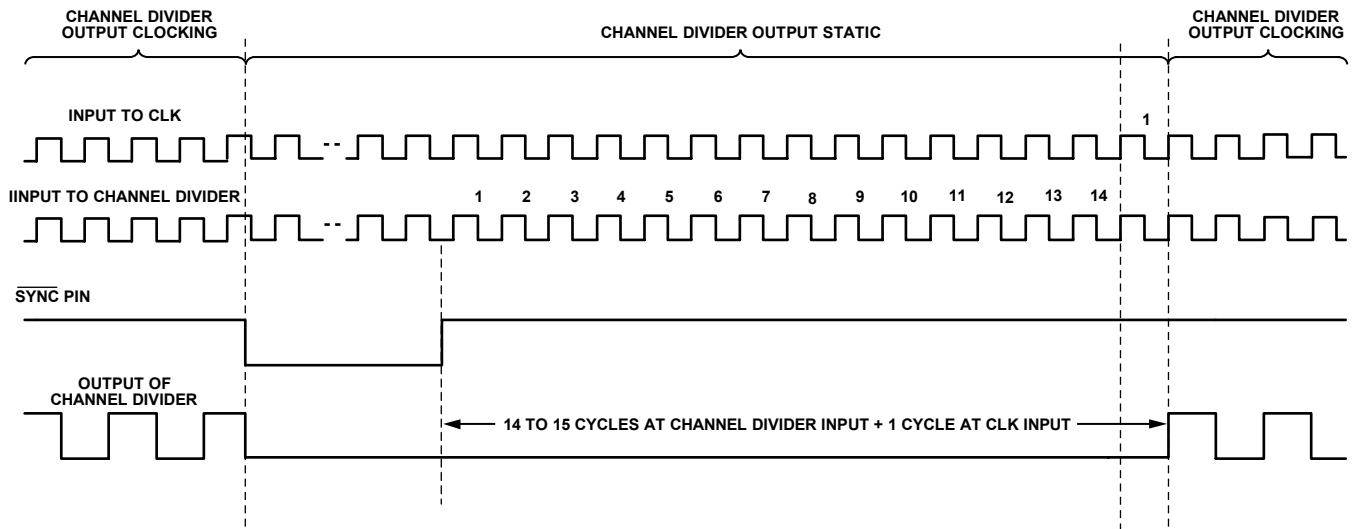 CHANNEL DIVIDER
OUTPUT CLOCKING
CHANNEL DIVIDER OUTPUT STATIC
CHANNEL DIVIDER
OUTPUT CLOCKING
INPUT TO CLK
1
IINPUT TO CHANNEL DIVIDER
1 2 3 4 5 6 7 8 9 10 11 12 13 14
SYNC PIN
OUTPUT OF
CHANNEL DIVIDER
14 TO 15 CYCLES AT CHANNEL DIVIDER INPUT + 1 CYCLE AT CLK INPUT